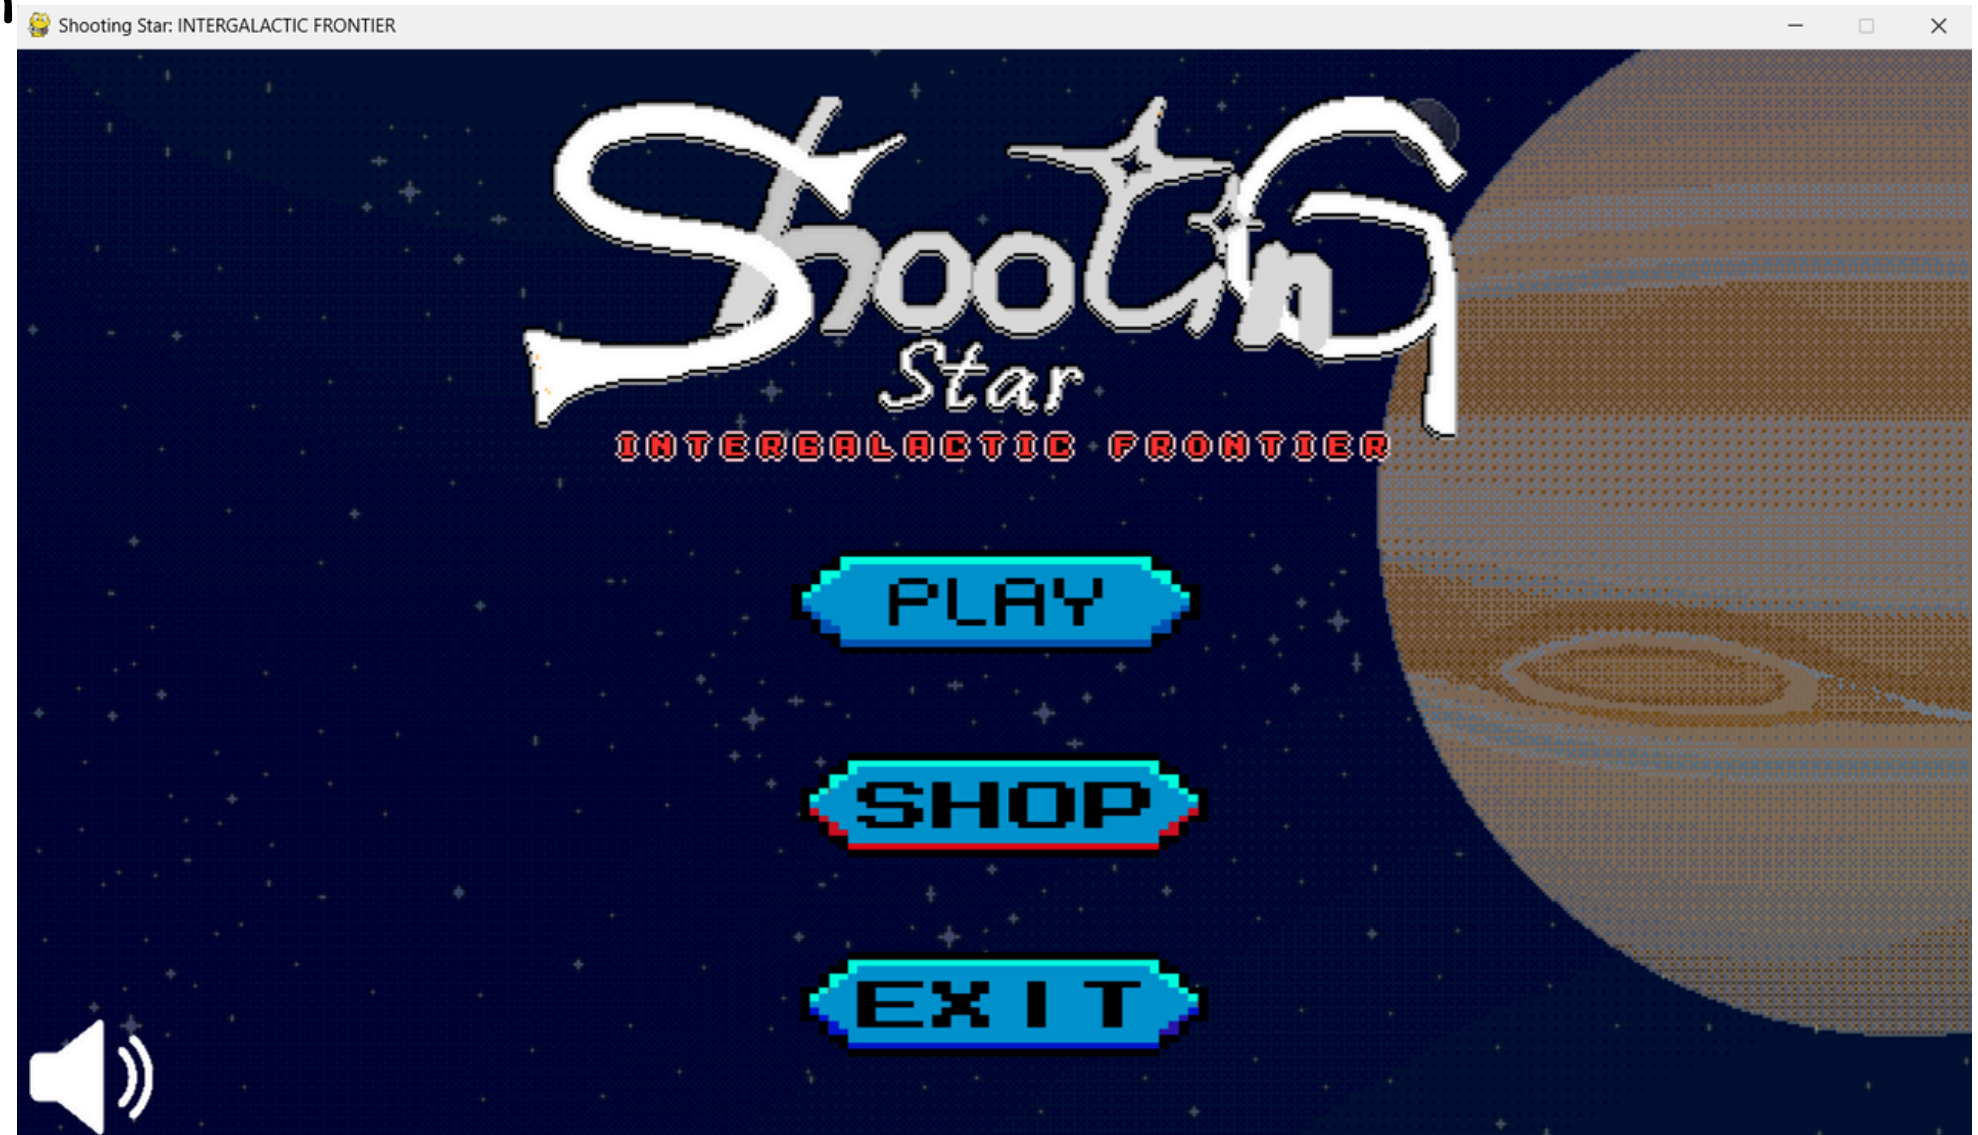 Shooting Star: INTERGALACTIC FRONTIER
ShootinG
Star
INTERGALACTIC FRONTIER
PLAY
SHOP
EXIT